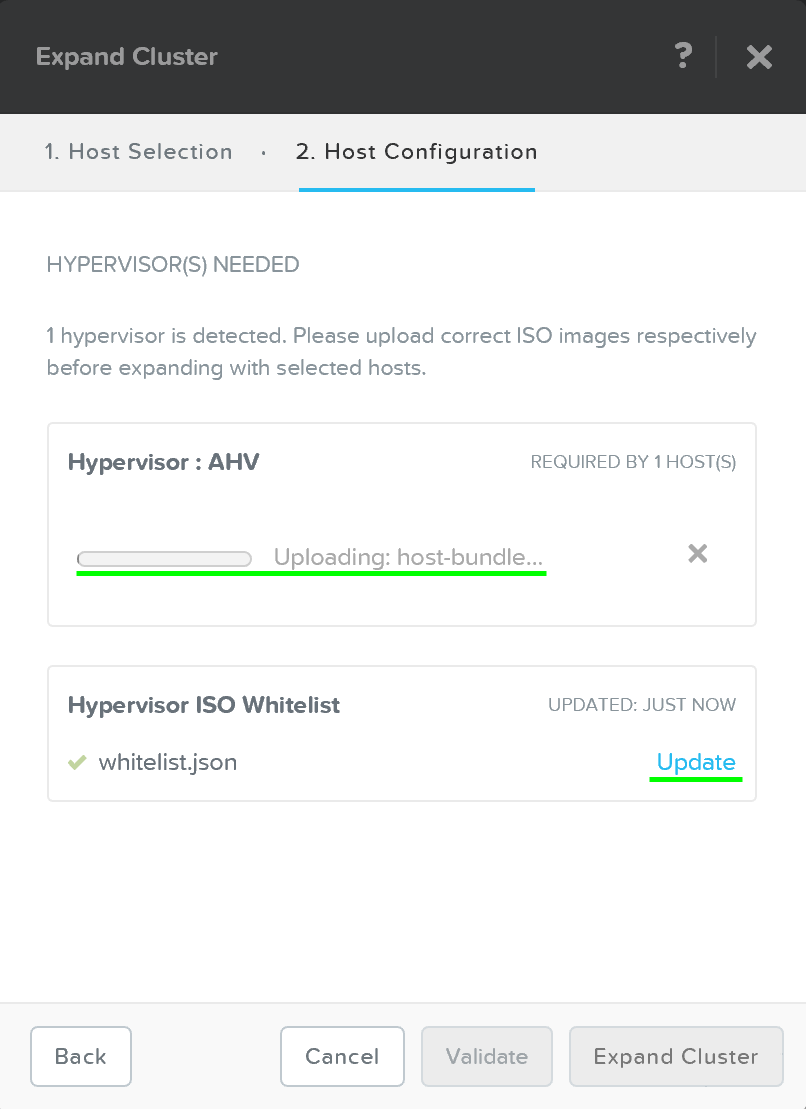 Expand Cluster
?
1. Host Selection · 2. Host Configuration
HYPERVISOR(S) NEEDED
1 hypervisor is detected. Please upload correct ISO images respectively
before expanding with selected hosts.
Hypervisor : AHV
REQUIRED BY 1 HOST(S)
Uploading: host-bundle...
Hypervisor ISO Whitelist
UPDATED: JUST NOW
whitelist.json
Update
Back
Cancel
Validate
Expand Cluster